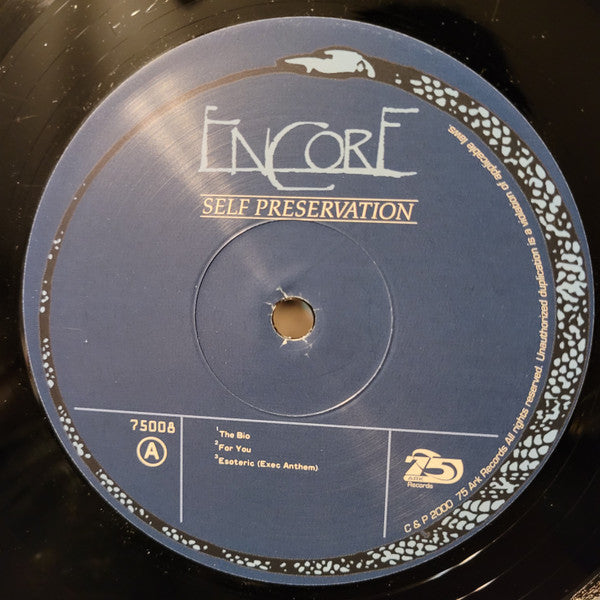 ENCORE
SELF PRESERVATION
75008
A
1 The Bio
2 For You
3 Esoteric (Exec Anthem)
75
ARK
Records
C & P 2000 75 Ark Records All rights reserved. Unauthorized duplication is a violation of applicable laws.